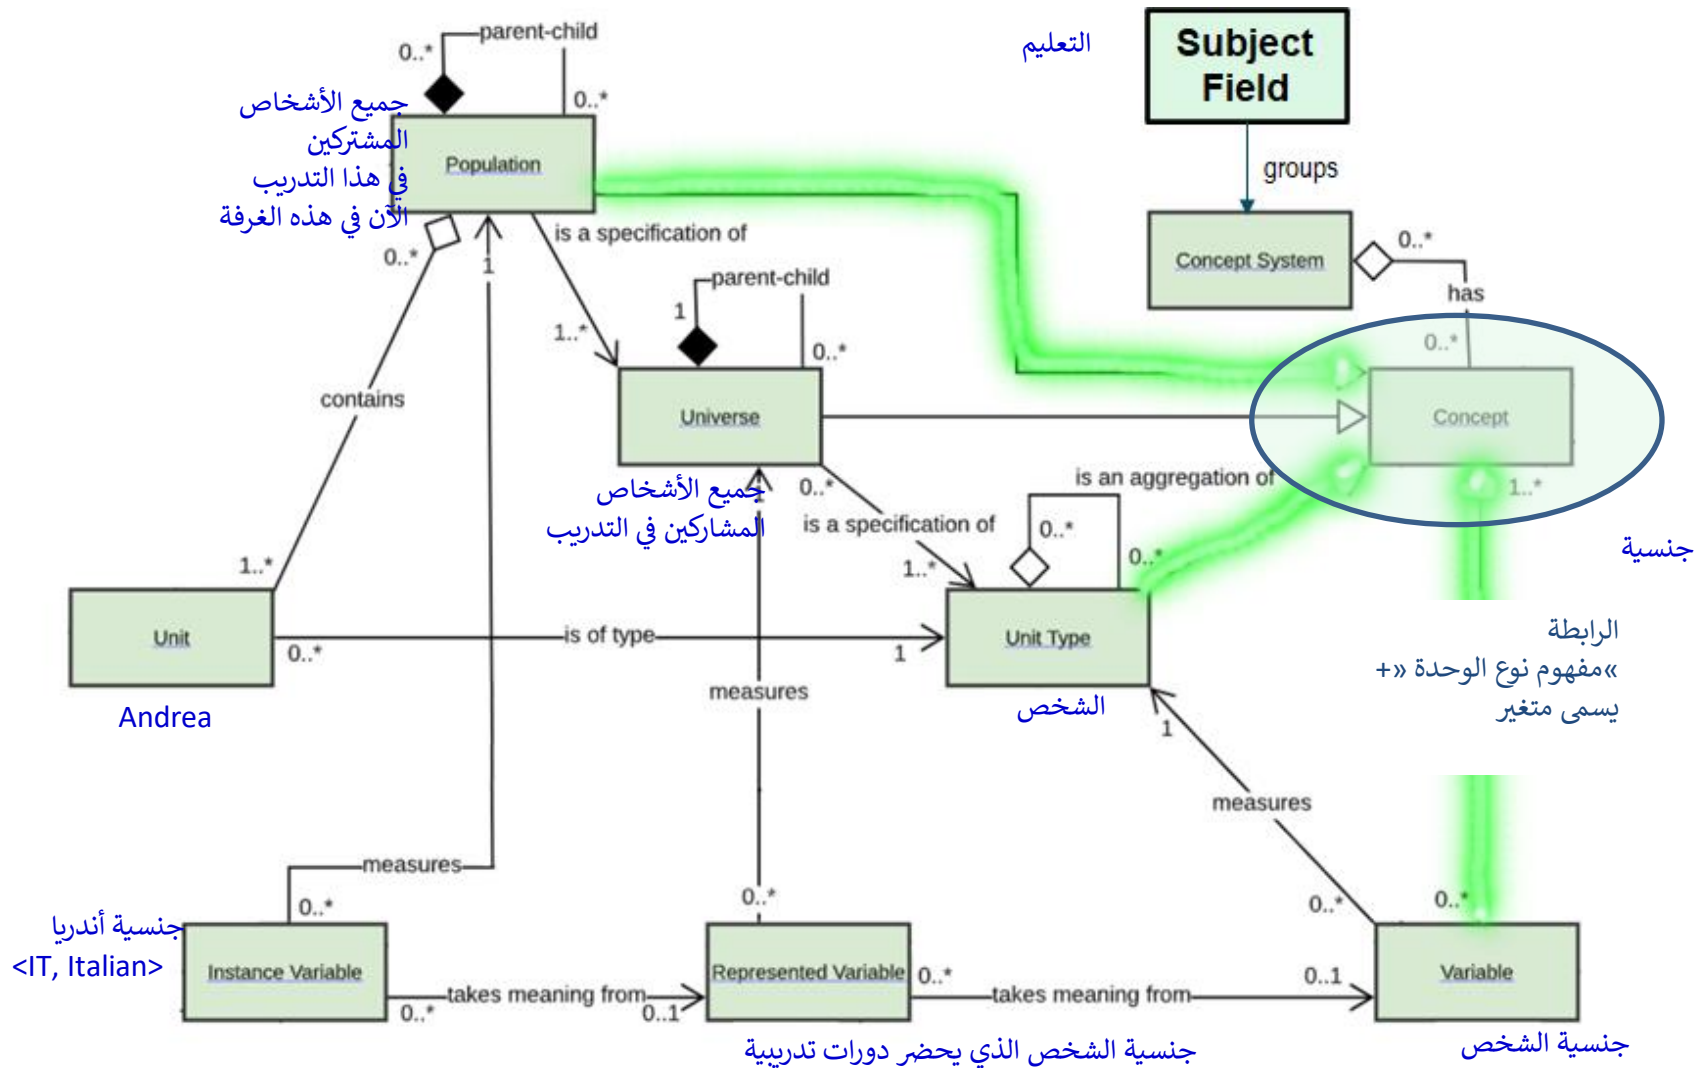 parent-child
0..*
0..*
التعليم
Subject
Field
جميع الأشخاص
المشتركين
في هذا التدريب
الآن في هذه الغرفة
Population
groups
0..*
1
is a specification of
Concept System
0..*
has
parent-child
1
1..*
0..*
0..*
contains
Universe
Concept
جميع الأشخاص
المشاركين في التدريب
1
0..*
is an aggregation of
1..*
is a specification of
0..*
0..*
1..*
جنسية
1..*
Unit
0..*
is of type
1
Unit Type
الرابطة
»مفهوم نوع الوحدة «+
يسمى متغير
Andrea
الشخص
measures
1
measures
measures
0..*
0..*
0..*
0..*
جنسية أندريا
<IT, Italian>
Instance Variable
Represented Variable
Variable
0..*
takes meaning from
0..1
0..*
takes meaning from
0..1
جنسية الشخص الذي يحضر دورات تدريبية
جنسية الشخص